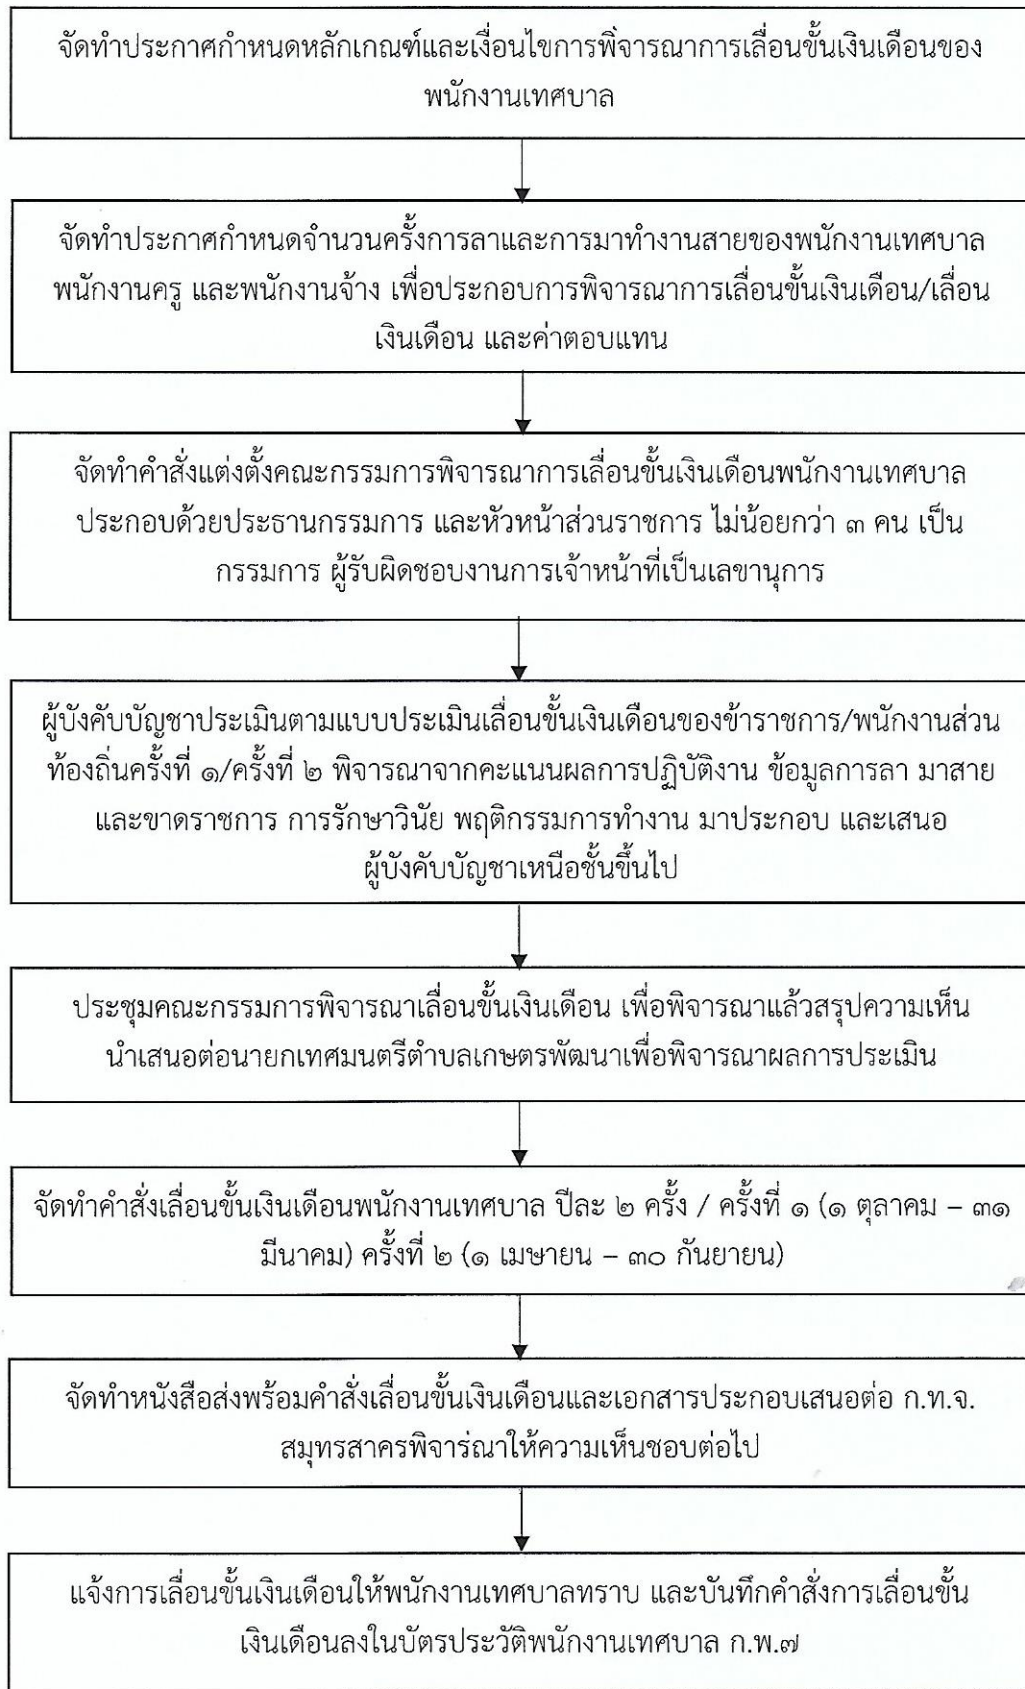 จัดทำประกาศกำหนดหลักเกณฑ์และเงื่อนไขการพิจารณาการเลื่อนขั้นเงินเดือนของ
พนักงานเทศบาล
จัดทำประกาศกำหนดจำนวนครั้งการลาและการมาทำงานสายของพนักงานเทศบาล
พนักงานครู และพนักงานจ้าง เพื่อประกอบการพิจารณาการเลื่อนขั้นเงินเดือน/เลื่อน
เงินเดือน และค่าตอบแทน
จัดทำคำสั่งแต่งตั้งคณะกรรมการพิจารณาการเลื่อนขั้นเงินเดือนพนักงานเทศบาล
ประกอบด้วยประธานกรรมการ และหัวหน้าส่วนราชการ ไม่น้อยกว่า ๓ คน เป็น
กรรมการ ผู้รับผิดชอบงานการเจ้าหน้าที่เป็นเลขานุการ
ผู้บังคับบัญชาประเมินตามแบบประเมินเลื่อนขั้นเงินเดือนของข้าราชการ/พนักงานส่วน
ท้องถิ่นครั้งที่ ๑/ครั้งที่ ๒ พิจารณาจากคะแนนผลการปฏิบัติงาน ข้อมูลการลา มาสาย
และขาดราชการ การรักษาวินัย พฤติกรรมการทำงาน มาประกอบ และเสนอ
ผู้บังคับบัญชาเหนือชั้นขึ้นไป
ประชุมคณะกรรมการพิจารณาเลื่อนขั้นเงินเดือน เพื่อพิจารณาแล้วสรุปความเห็น
นำเสนอต่อนายกเทศมนตรีตำบลเกษตรพัฒนาเพื่อพิจารณาผลการประเมิน
จัดทำคำสั่งเลื่อนขั้นเงินเดือนพนักงานเทศบาล ปีละ ๒ ครั้ง / ครั้งที่ ๑ (๑ ตุลาคม – ๓๑
มีนาคม) ครั้งที่ ๒ (๑ เมษายน – ๓๐ กันยายน)
จัดทำหนังสือส่งพร้อมคำสั่งเลื่อนขั้นเงินเดือนและเอกสารประกอบเสนอต่อ ก.ท.จ.
สมุทรสาครพิจารณาให้ความเห็นชอบต่อไป
แจ้งการเลื่อนขั้นเงินเดือนให้พนักงานเทศบาลทราบ และบันทึกคำสั่งการเลื่อนขั้น
เงินเดือนลงในบัตรประวัติพนักงานเทศบาล ก.พ.๗